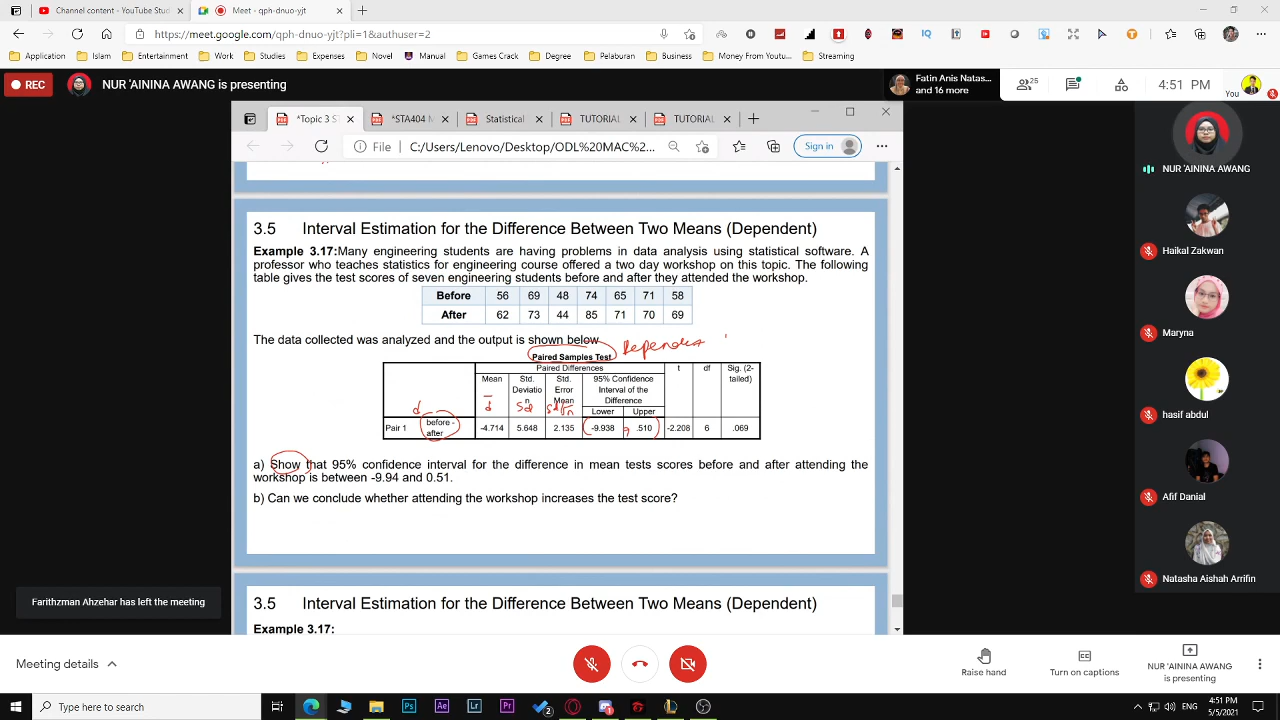 Channel content - YouTube Stud
Meet - qph-dnuo-yjt
https://meet.google.com/qph-dnuo-yjt?pli=1&authuser=2
Application
Islam
Entertainment
Work
Studies
Expenses
Novel
Manual
Games Crack
Degree
Pelaburan
Business
Money From Youtu...
Streaming
REC
NUR 'AININA AWANG is presenting
Fatin Anis Natas...
and 16 more
25
4:51 PM
You
*Topic 3 S
*STA404 M
Statistical
TUTORIAL
TUTORIAL
File
C:/Users/Lenovo/Desktop/ODL%20MAC%...
Sign in
3.5 Interval Estimation for the Difference Between Two Means (Dependent)
Example 3.17:Many engineering students are having problems in data analysis using statistical software. A
professor who teaches statistics for engineering course offered a two day workshop on this topic. The following
table gives the test scores of seven engineering students before and after they attended the workshop.
Before 56 69 48 74 65 71 58
After 62 73 44 85 71 70 69
The data collected was analyzed and the output is shown below
Paired Samples Test
Dependent
Paired Differences
t
df
Sig. (2-
tailed)
Mean
Std.
Deviatio
n
Std.
Error
Mean
95% Confidence
Interval of the
Difference
Lower
Upper
d
d̄
Sd
Sd/√n
Pair 1
before -
after
-4.714 5.648 2.135 -9.938 .510 -2.208 6 .069
a) Show that 95% confidence interval for the difference in mean tests scores before and after attending the
workshop is between -9.94 and 0.51.
b) Can we conclude whether attending the workshop increases the test score?
3.5 Interval Estimation for the Difference Between Two Means (Dependent)
Example 3.17:
NUR 'AININA AWANG
Haikal Zakwan
Maryna
hasif abdul
Afif Danial
Natasha Aishah Arrifin
Farithzman Ahzehar has left the meeting
Meeting details
Raise hand
Turn on captions
NUR 'AININA AWANG
is presenting
Type here to search
4:51 PM
5/5/2021